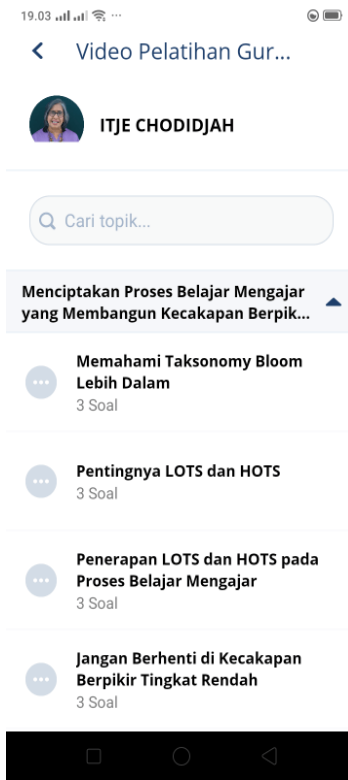 19.03
Video Pelatihan Gur...
ITJE CHODIDJAH
Cari topik...
Menciptakan Proses Belajar Mengajar
yang Membangun Kecakapan Berpik...
Memahami Taksonomy Bloom
Lebih Dalam
3 Soal
Pentingnya LOTS dan HOTS
3 Soal
Penerapan LOTS dan HOTS pada
Proses Belajar Mengajar
3 Soal
Jangan Berhenti di Kecakapan
Berpikir Tingkat Rendah
3 Soal